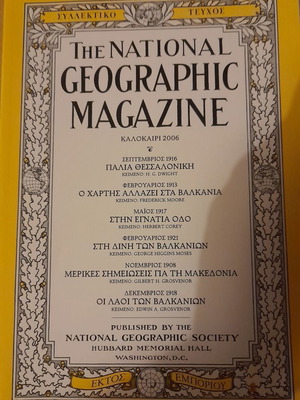 ΣΥΛΛΕΚΤΙΚΟ ΤΕΥΧΟΣ
THE NATIONAL
GEOGRAPHIC
MAGAZINE
ΚΑΛΟΚΑΙΡΙ 2006
ΣΕΠΤΕΜΒΡΙΟΣ 1916
ΠΑΛΙΑ ΘΕΣΣΑΛΟΝΙΚΗ
ΚΕΙΜΕΝΟ: H. G. DWIGHT
ΦΕΒΡΟΥΑΡΙΟΣ 1913
Ο ΧΑΡΤΗΣ ΑΛΛΑΖΕΙ ΣΤΑ ΒΑΛΚΑΝΙΑ
ΚΕΙΜΕΝΟ: FREDERICK MOORE
ΜΑΪΟΣ 1917
ΣΤΗΝ ΕΓΝΑΤΙΑ ΟΔΟ
ΚΕΙΜΕΝΟ: HERBERT COREY
ΦΕΒΡΟΥΑΡΙΟΣ 1921
ΣΤΗ ΔΙΝΗ ΤΩΝ ΒΑΛΚΑΝΙΩΝ
ΚΕΙΜΕΝΟ: GEORGE HIGGINS MOSES
ΝΟΕΜΒΡΙΟΣ 1908
ΜΕΡΙΚΕΣ ΣΗΜΕΙΩΣΕΙΣ ΓΙΑ ΤΗ ΜΑΚΕΔΟΝΙΑ
ΚΕΙΜΕΝΟ: GILBERT H. GROSVENOR
ΔΕΚΕΜΒΡΙΟΣ 1918
ΟΙ ΛΑΟΙ ΤΩΝ ΒΑΛΚΑΝΙΩΝ
ΚΕΙΜΕΝΟ: EDWIN A. GROSVENOR
PUBLISHED BY THE
NATIONAL GEOGRAPHIC SOCIETY
HUBBARD MEMORIAL HALL
WASHINGTON, D.C.
ΕΚΤΟΣ ΕΜΠΟΡΙΟΥ